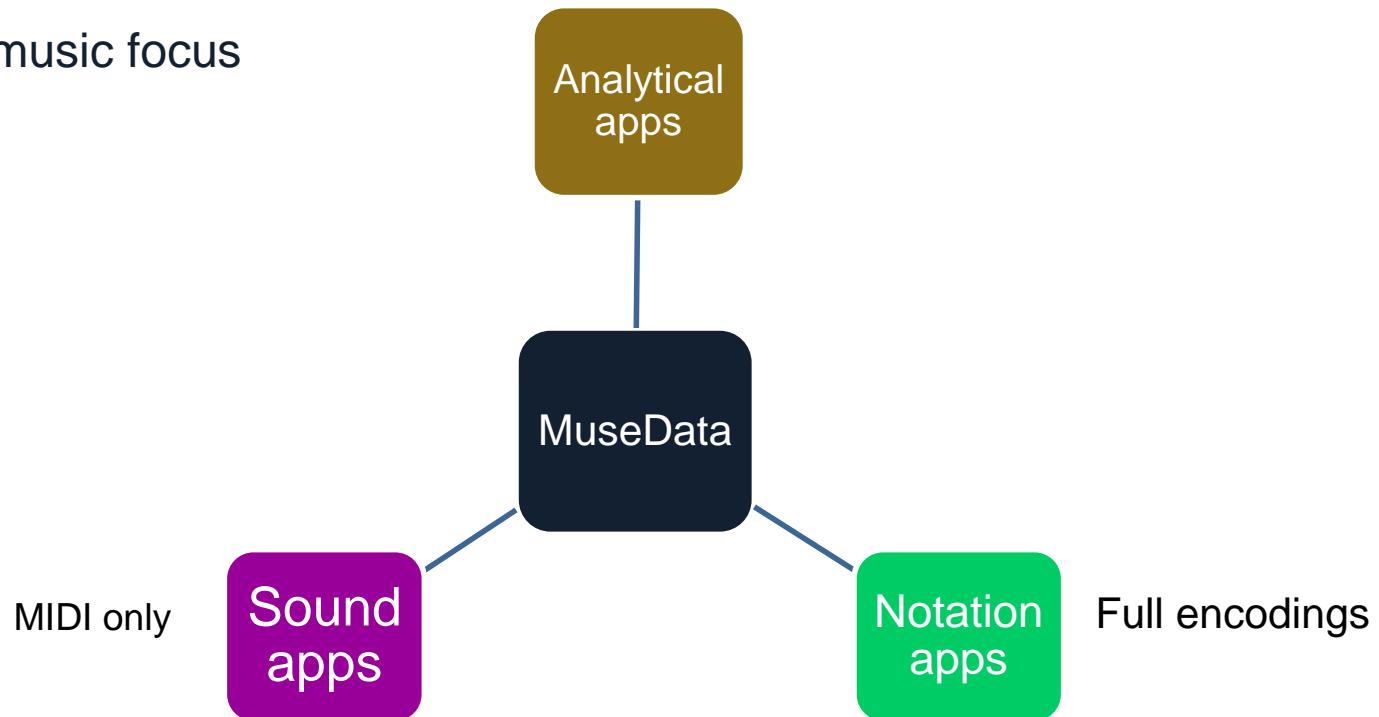 music focus
Analytical
apps
MuseData
MIDI only
Sound
apps
Notation
apps
Full encodings